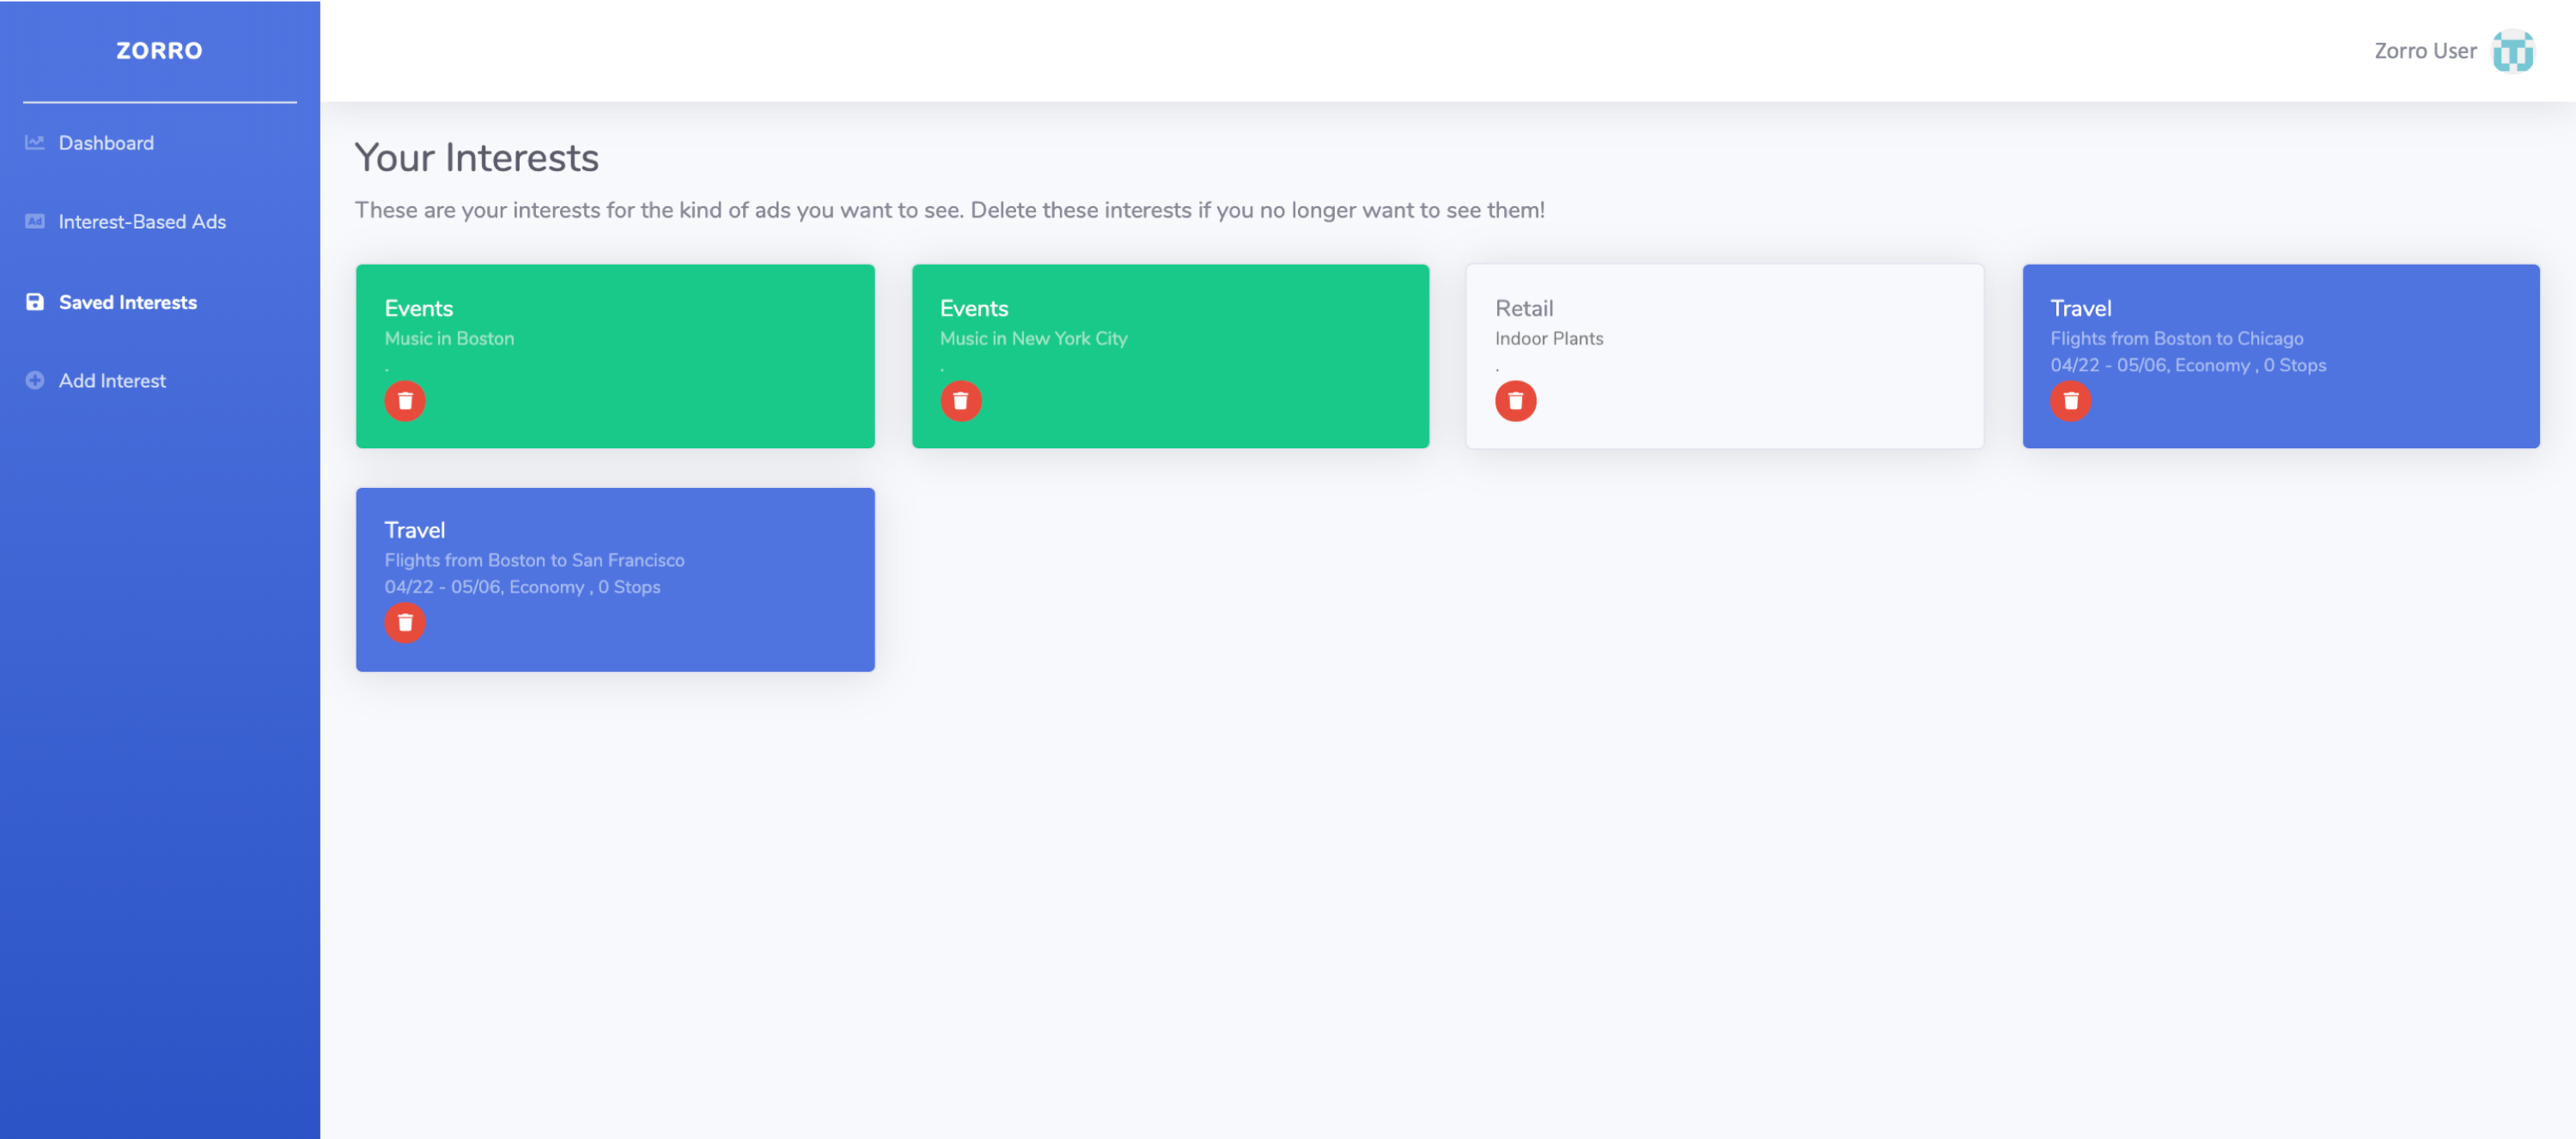 ZORRO
Zorro User
Dashboard
Ad Interest-Based Ads
Saved Interests
Add Interest
Your Interests
These are your interests for the kind of ads you want to see. Delete these interests if you no longer want to see them!
Events
Music in Boston
.
Events
Music in New York City
.
Retail
Indoor Plants
.
Travel
Flights from Boston to Chicago
04/22 - 05/06, Economy , 0 Stops
Travel
Flights from Boston to San Francisco
04/22 - 05/06, Economy , 0 Stops